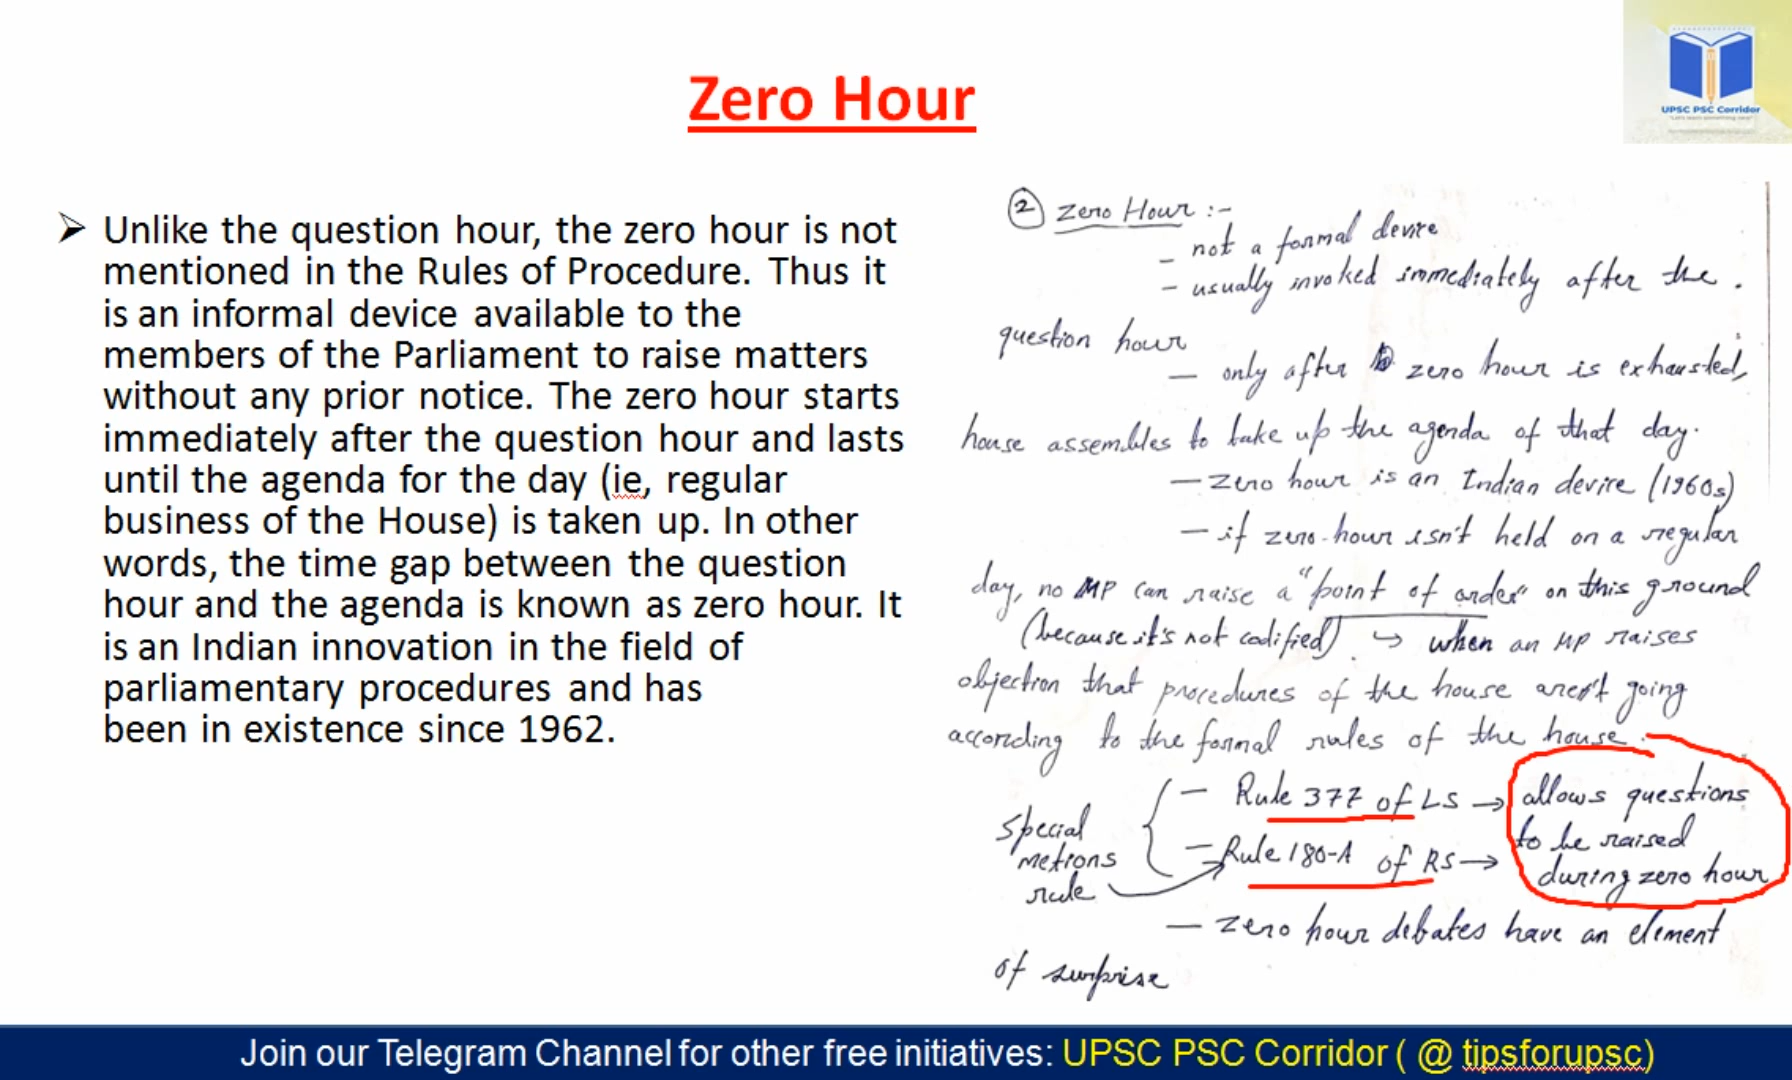 Zero Hour
UPSC PSC Corridor
➤ Unlike the question hour, the zero hour is not
mentioned in the Rules of Procedure. Thus it
is an informal device available to the
members of the Parliament to raise matters
without any prior notice. The zero hour starts
immediately after the question hour and lasts
until the agenda for the day (ie, regular
business of the House) is taken up. In other
words, the time gap between the question
hour and the agenda is known as zero hour. It
is an Indian innovation in the field of
parliamentary procedures and has
been in existence since 1962.
② Zero Hour :-
- not a formal device
- usually invoked immediately after the
question hour
- only after zero hour is exhausted,
house assembles to take up the agenda of that day.
- zero hour is an Indian device (1960s)
- if zero-hour isn't held on a regular
day, no MP can raise a "point of order" on this ground
(because it's not codified) ↪ when an MP raises
objection that procedures of the house aren't going
according to the formal rules of the house.
special
metions
rule
- Rule 377 of LS → allows questions
- Rule 180-A of RS → to be raised
during zero hour
- zero hour debates have an element
of surprise
Join our Telegram Channel for other free initiatives: UPSC PSC Corridor ( @ tipsforupsc)